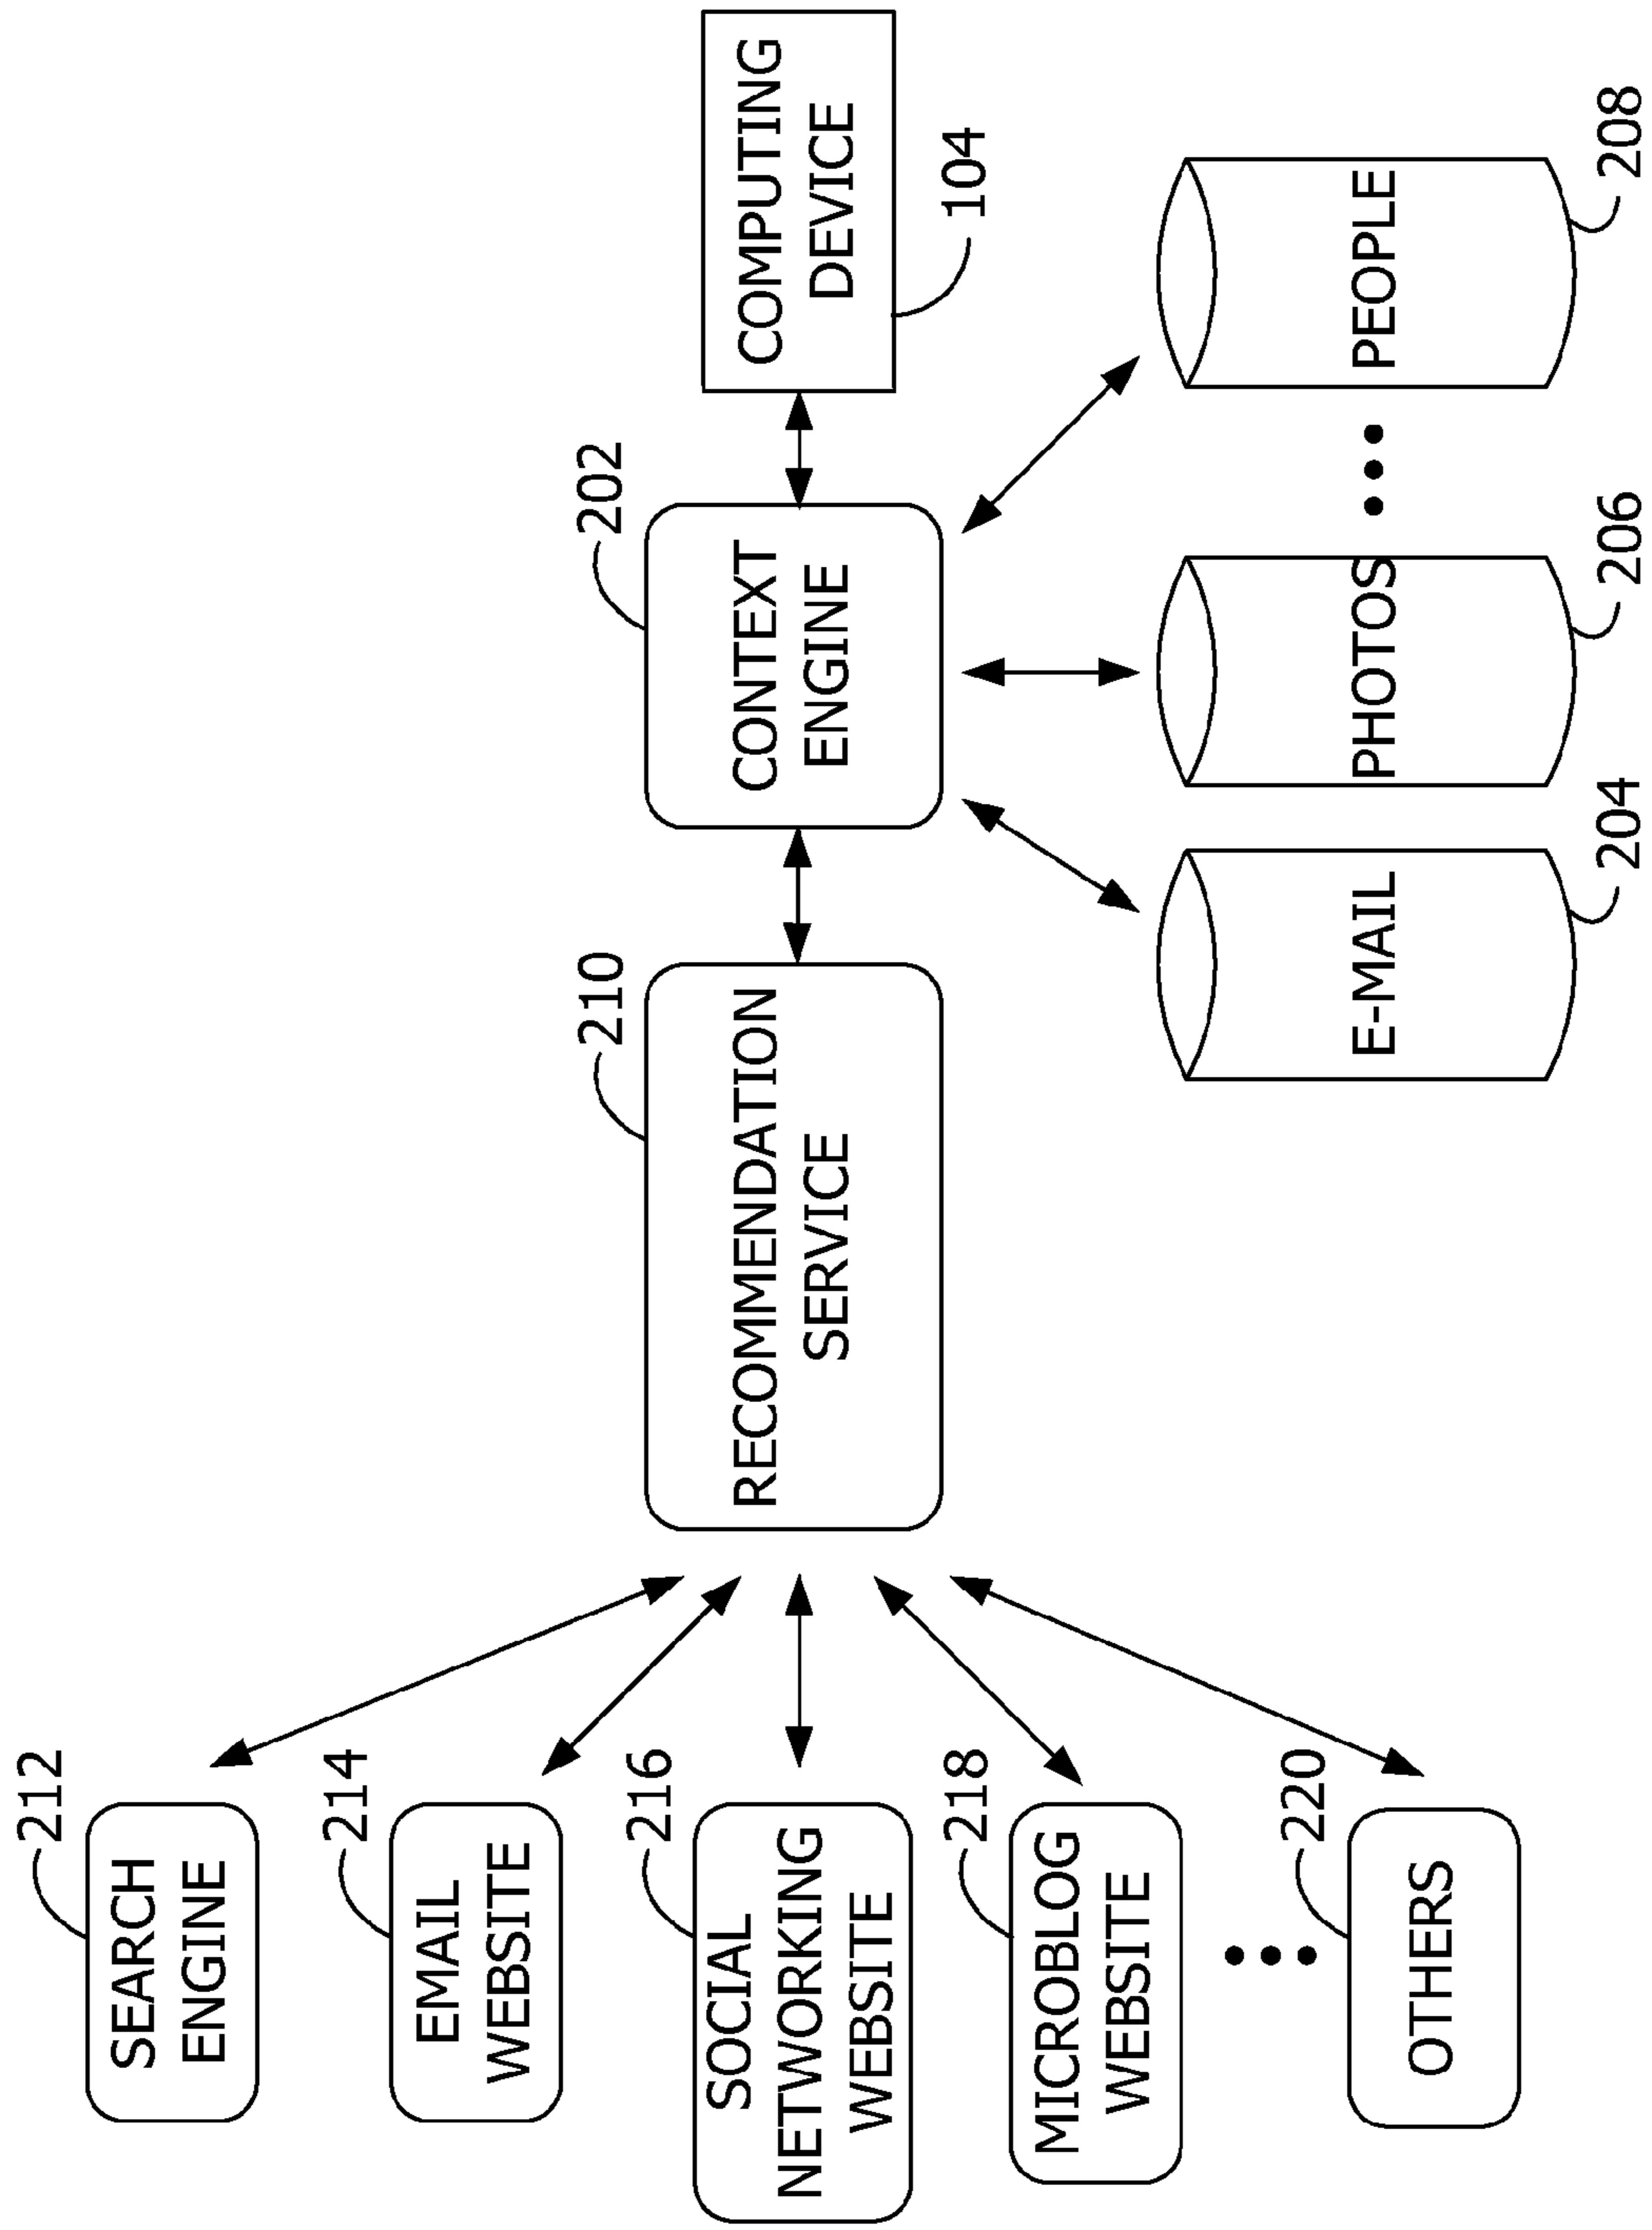 212
SEARCH
ENGINE
214
EMAIL
WEBSITE
216
SOCIAL
NETWORKING
WEBSITE
218
MICROBLOG
WEBSITE
220
OTHERS
210
RECOMMENDATION
SERVICE
202
CONTEXT
ENGINE
COMPUTING
DEVICE
104
E-MAIL
204
PHOTOS
206
PEOPLE
208